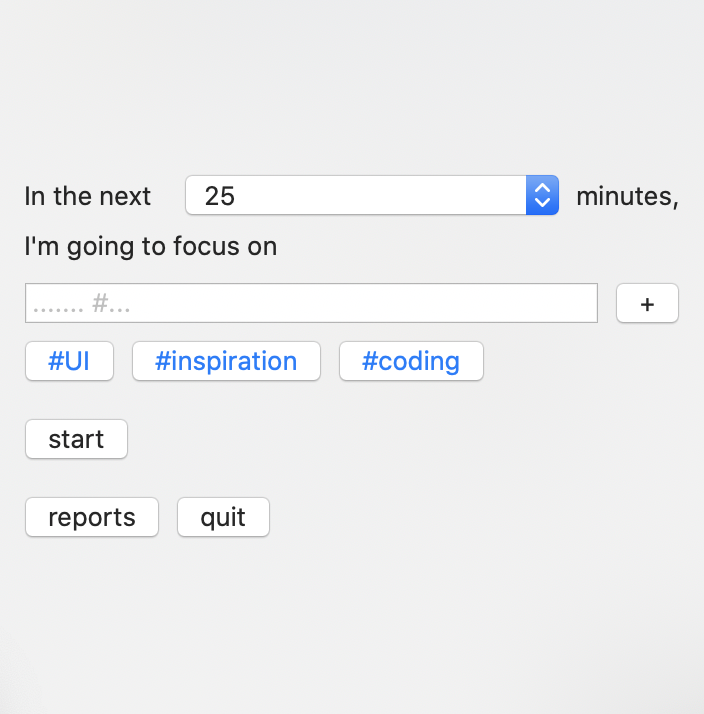 In the next 25 minutes,
I'm going to focus on
....... #...
+
#UI #inspiration #coding
start
reports quit